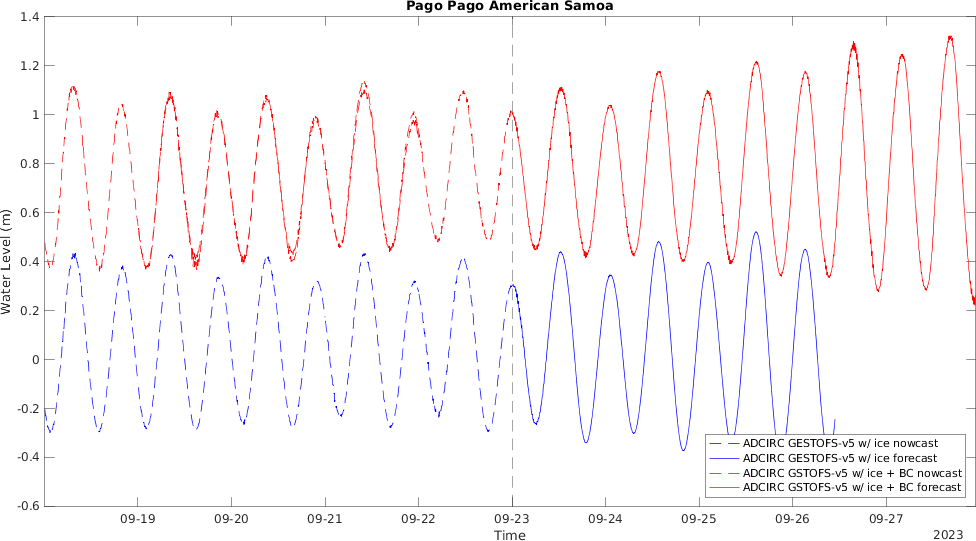 Pago Pago American Samoa
1.4
1.2
1
0.8
0.6
0.4
0.2
0
-0.2
-0.4
-0.6
Water Level (m)
ADCIRC GESTOFS-v5 w/ ice nowcast
ADCIRC GESTOFS-v5 w/ ice forecast
ADCIRC GSTOFS-v5 w/ ice + BC nowcast
ADCIRC GSTOFS-v5 w/ ice + BC forecast
09-19 09-20 09-21 09-22 09-23 09-24 09-25 09-26 09-27
Time
2023